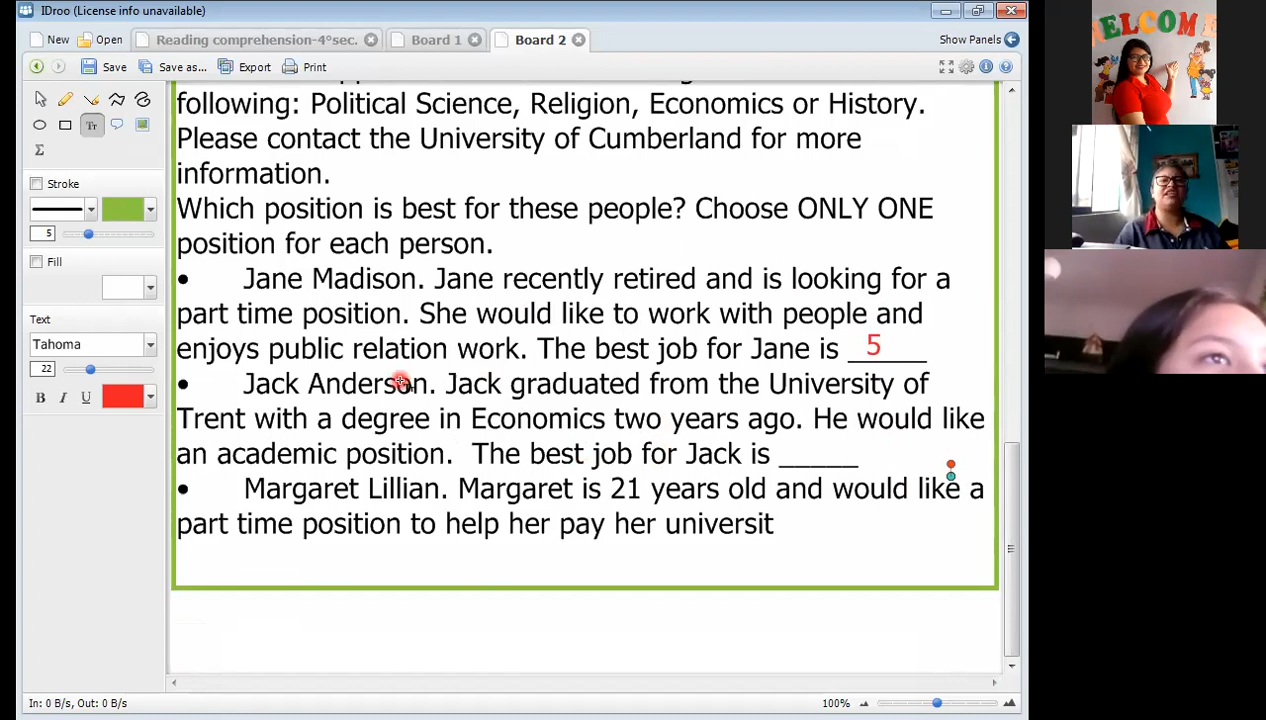 IDroo (License info unavailable)
New Open Reading comprehension-4°sec. Board 1 Board 2 Show Panels
Save Save as... Export Print
Tr
Stroke
5
Fill
Text
Tahoma
22
B I U
following: Political Science, Religion, Economics or History.
Please contact the University of Cumberland for more
information.
Which position is best for these people? Choose ONLY ONE
position for each person.
• Jane Madison. Jane recently retired and is looking for a
part time position. She would like to work with people and
enjoys public relation work. The best job for Jane is __5__
• Jack Anderson. Jack graduated from the University of
Trent with a degree in Economics two years ago. He would like
an academic position. The best job for Jack is _____
• Margaret Lillian. Margaret is 21 years old and would like a
part time position to help her pay her universit
In: 0 B/s, Out: 0 B/s 100%
WELCOME